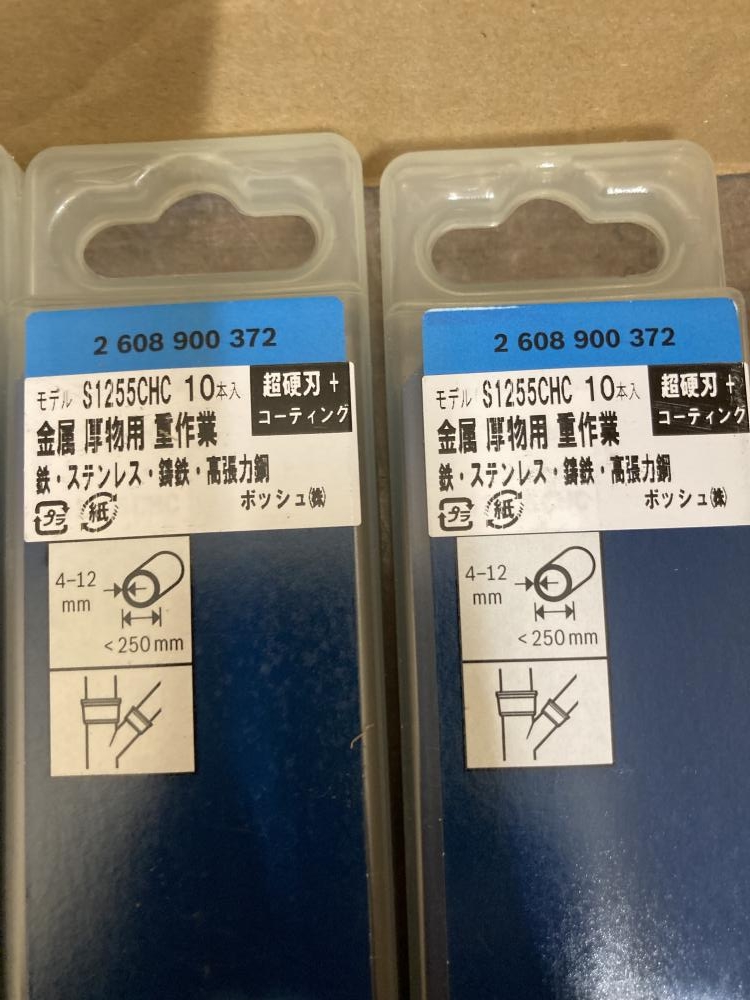 2 608 900 372
モデル S1255CHC 10本入
超硬刃 +
コーティング
金属 厚物用 重作業
鉄・ステンレス・鋳鉄・高張力鋼
プラ 紙 ボッシュ㈱
4-12
mm
<250mm
2 608 900 372
モデル S1255CHC 10本入
超硬刃 +
コーティング
金属 厚物用 重作業
鉄・ステンレス・鋳鉄・高張力鋼
プラ 紙 ボッシュ㈱
4-12
mm
<250mm